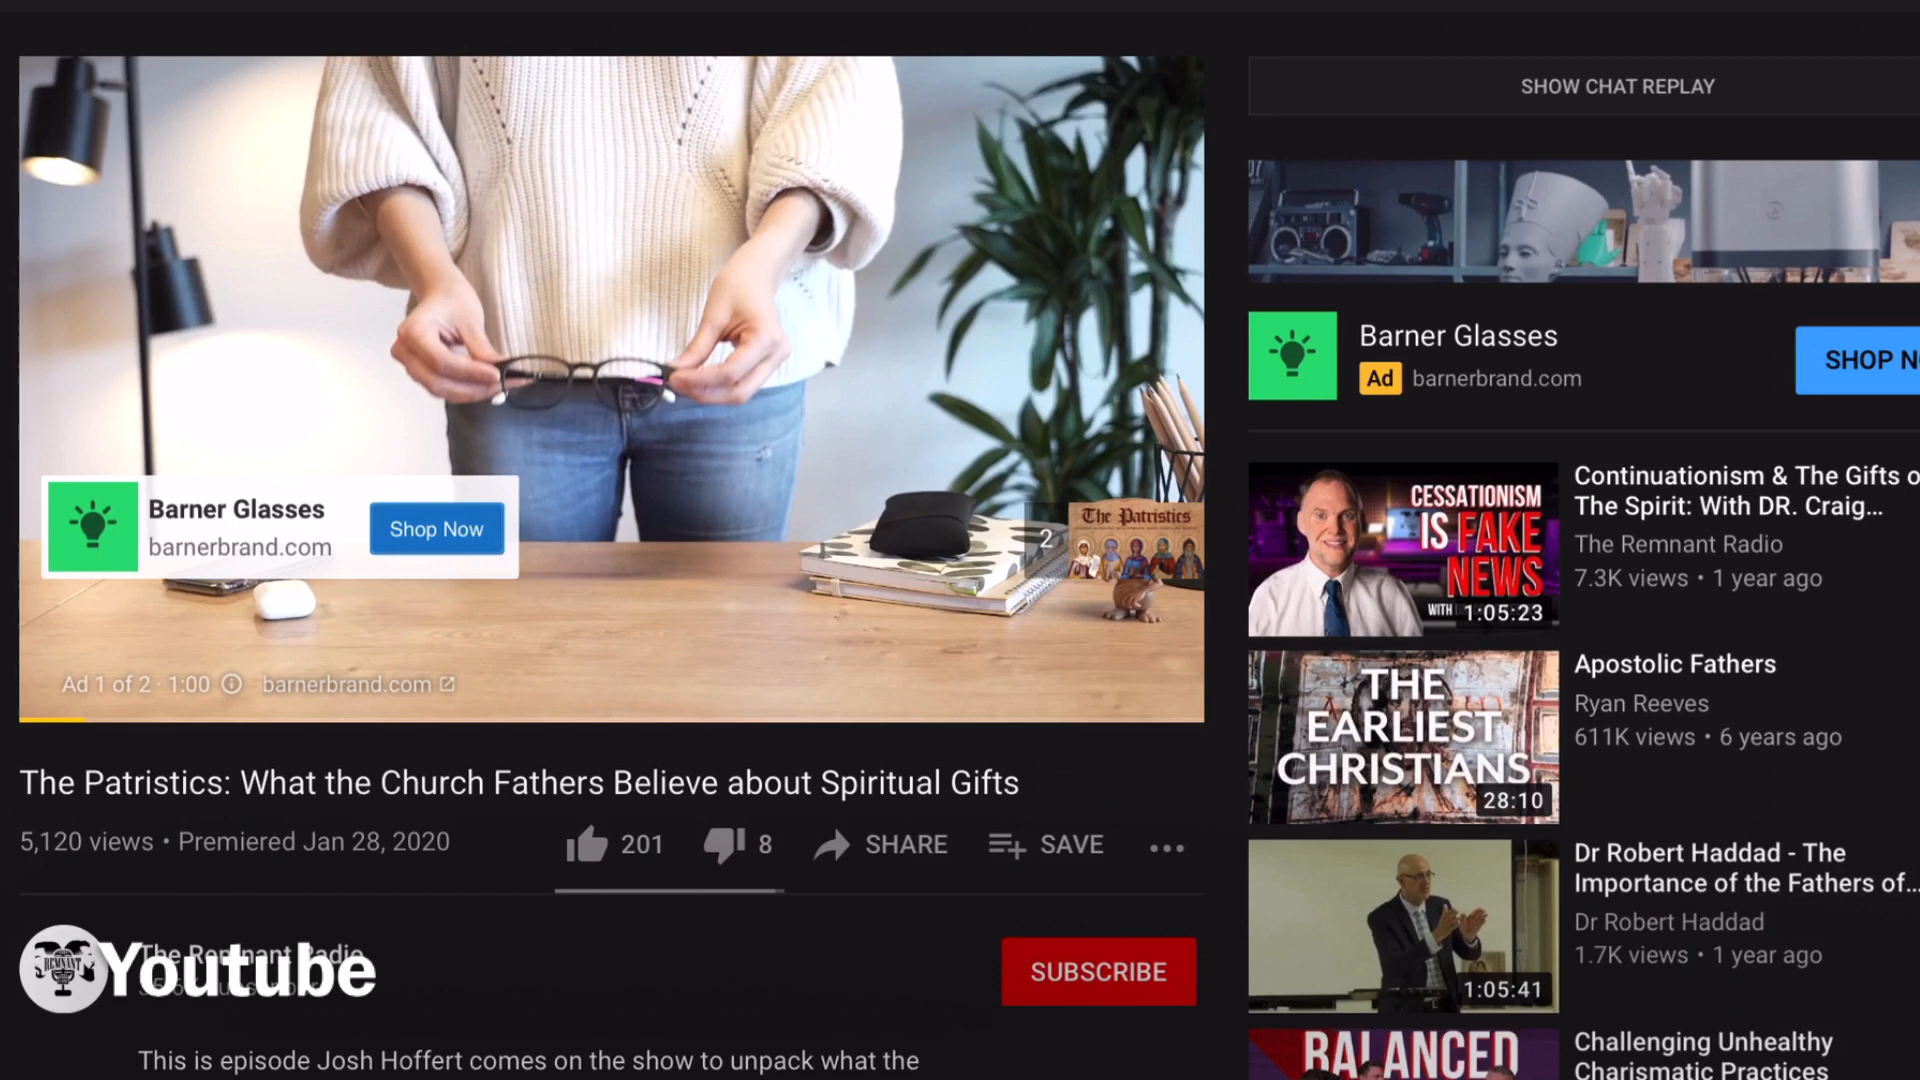 SHOW CHAT REPLAY
Barner Glasses
Ad barnerbrand.com
SHOP
Barner Glasses
barnerbrand.com
Shop Now
2
The Patristics
Ad 1 of 2 · 1:00
barnerbrand.com
The Patristics: What the Church Fathers Believe about Spiritual Gifts
5,120 views • Premiered Jan 28, 2020
201
8
SHARE
SAVE
REMNANT
The Remnant Radio
Youtube
SUBSCRIBE
This is episode Josh Hoffert comes on the show to unpack what the
CESSATIONISM
IS FAKE
NEWS
WITH
1:05:23
Continuationism & The Gifts
The Spirit: With DR. Craig...
The Remnant Radio
7.3K views • 1 year ago
THE
EARLIEST
CHRISTIANS
28:10
Apostolic Fathers
Ryan Reeves
611K views • 6 years ago
1:05:41
Dr Robert Haddad - The
Importance of the Fathers of...
Dr Robert Haddad
1.7K views • 1 year ago
BALANCED
Challenging Unhealthy
Charismatic Practices